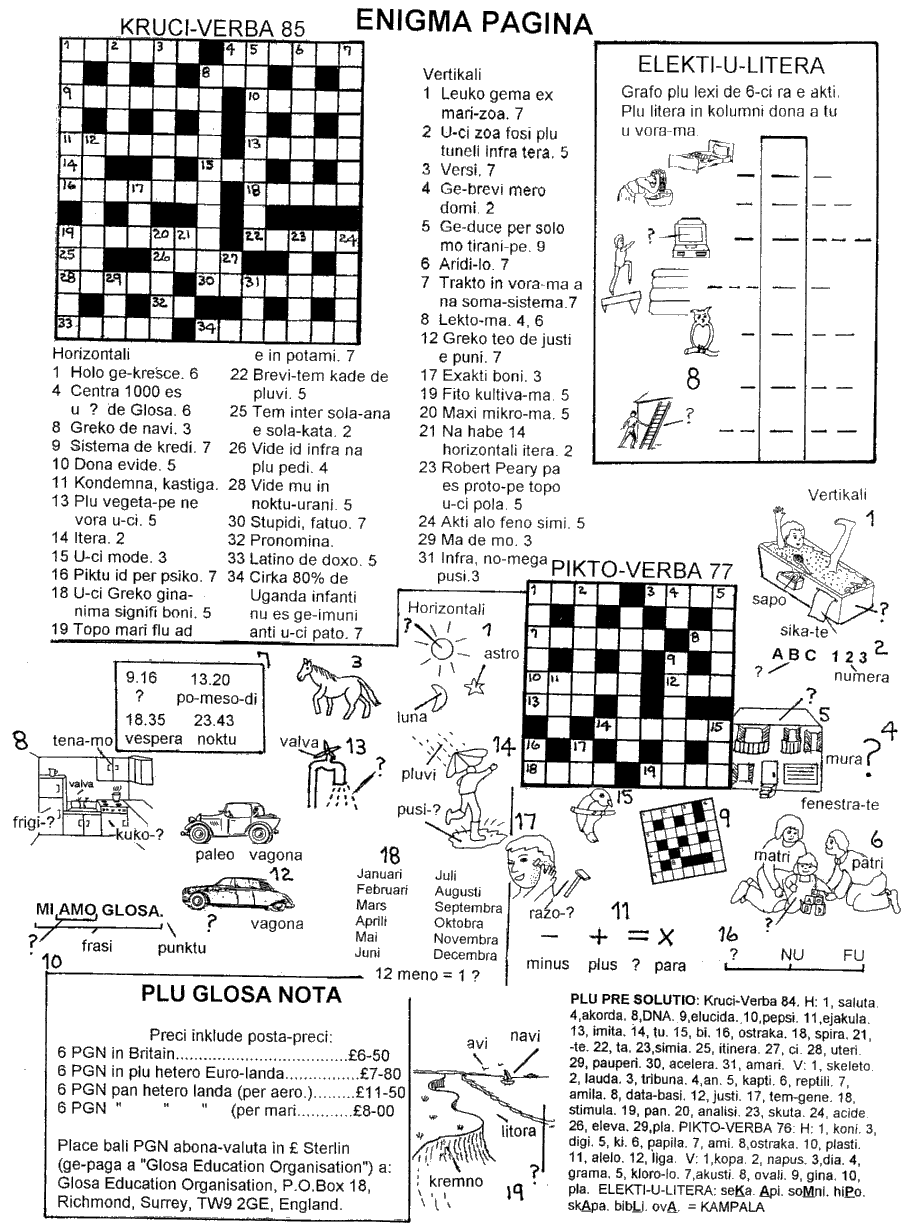 ENIGMA PAGINA
KRUCI-VERBA 85
1 2 3 4 5 6 7
8
9 10
11 12 13
14 15
16 17 18
19 20 21 22 23 24
25 26 27
28 29 30 31
32
33 34
Horizontali
1 Holo ge-kresce. 6
4 Centra 1000 es
u ? de Glosa. 6
8 Greko de navi. 3
9 Sistema de kredi. 7
10 Dona evide. 5
11 Kondemna, kastiga.
13 Plu vegeta-pe ne
vora u-ci. 5
14 Itera. 2
15 U-ci mode. 3
16 Piktu id per psiko. 7
18 U-ci Greko gina-
nima signifi boni. 5
19 Topo mari flu ad
e in potami. 7
22 Brevi-tem kade de
pluvi. 5
25 Tem inter sola-ana
e sola-kata. 2
26 Vide id infra na
plu pedi. 4
28 Vide mu in
noktu-urani. 5
30 Stupidi, fatuo. 7
32 Pronomina.
33 Latino de doxo. 5
34 Cirka 80% de
Uganda infanti
nu es ge-imuni
anti u-ci pato. 7
Vertikali
1 Leuko gema ex
mari-zoa. 7
2 U-ci zoa fosi plu
tuneli infra tera. 5
3 Versi. 7
4 Ge-brevi mero
domi. 2
5 Ge-duce per solo
mo tirani-pe. 9
6 Aridi-lo. 7
7 Trakto in vora-ma a
na soma-sistema.7
8 Lekto-ma. 4, 6
12 Greko teo de justi
e puni. 7
17 Exakti boni. 3
19 Fito kultiva-ma. 5
20 Maxi mikro-ma. 5
21 Na habe 14
horizontali itera. 2
23 Robert Peary pa
es proto-pe topo
u-ci pola. 5
24 Akti alo feno simi. 5
29 Ma de mo. 3
31 Infra, no-mega
pusi.3
ELEKTI-U-LITERA
Grafo plu lexi de 6-ci ra e akti.
Plu litera in kolumni dona a tu
u vora-ma.
?
8
?
PIKTO-VERBA 77
1 2 3 4 5
6
7 8
9
10 11 12
13
14 15
16 17
18 19
Vertikali
1
sapo
?
sika-te
A B C 1 2 3 2
? numera
?
5
4
mura ?
fenestra-te
matri
6
patri
?
Horizontali
?
1
astro
luna
7
9.16 13.20
? po-meso-di
18.35 23.43
vespera noktu
3
8
tena-mo
valva
frigi-?
kuko-?
valva
13
?
pluvi
14
pusi-?
15
9
17
razo-?
paleo vagona
12
?
vagona
MI AMO GLOSA.
?
frasi
punktu
10
18
Januari Juli
Februari Augusti
Mars Septembra
Aprili Oktobra
Mai Novembra
Juni Decembra
12 meno = 1 ?
11
− + = x
minus plus ? para
16
? NU FU
PLU GLOSA NOTA
Preci inklude posta-preci:
6 PGN in Britain................................£6-50
6 PGN in plu hetero Euro-landa............£7-80
6 PGN pan hetero landa (per aero.).......£11-50
6 PGN " " " (per mari............£8-00
Place bali PGN abona-valuta in £ Sterlin
(ge-paga a "Glosa Education Organisation") a:
Glosa Education Organisation, P.O.Box 18,
Richmond, Surrey, TW9 2GE, England.
avi
navi
litora
kremno
19 ?
PLU PRE SOLUTIO: Kruci-Verba 84. H: 1, saluta.
4,akorda. 8,DNA. 9,elucida. 10,pepsi. 11,ejakula.
13, imita. 14, tu. 15, bi. 16, ostraka. 18, spira. 21,
-te. 22, ta. 23,simia. 25, itinera. 27, ci. 28, uteri.
29, pauperi. 30, acelera. 31, amari. V: 1, skeleto.
2, lauda. 3, tribuna. 4,an. 5, kapti. 6, reptili. 7,
amila. 8, data-basi. 12, justi. 17, tem-gene. 18,
stimula. 19, pan. 20, analisi. 23, skuta. 24, acide.
26, eleva. 29,pla. PIKTO-VERBA 76: H: 1, koni. 3,
digi. 5, ki. 6, papila. 7, ami. 8,ostraka. 10, plasti.
11, alelo. 12, liga. V: 1,kopa. 2, napus. 3,dia. 4,
grama. 5, kloro-lo. 7,akusti. 8, ovali. 9, gina. 10,
pla. ELEKTI-U-LITERA: seKa. Api. soMni. hiPo.
skApa. bibLi. ovA. = KAMPALA